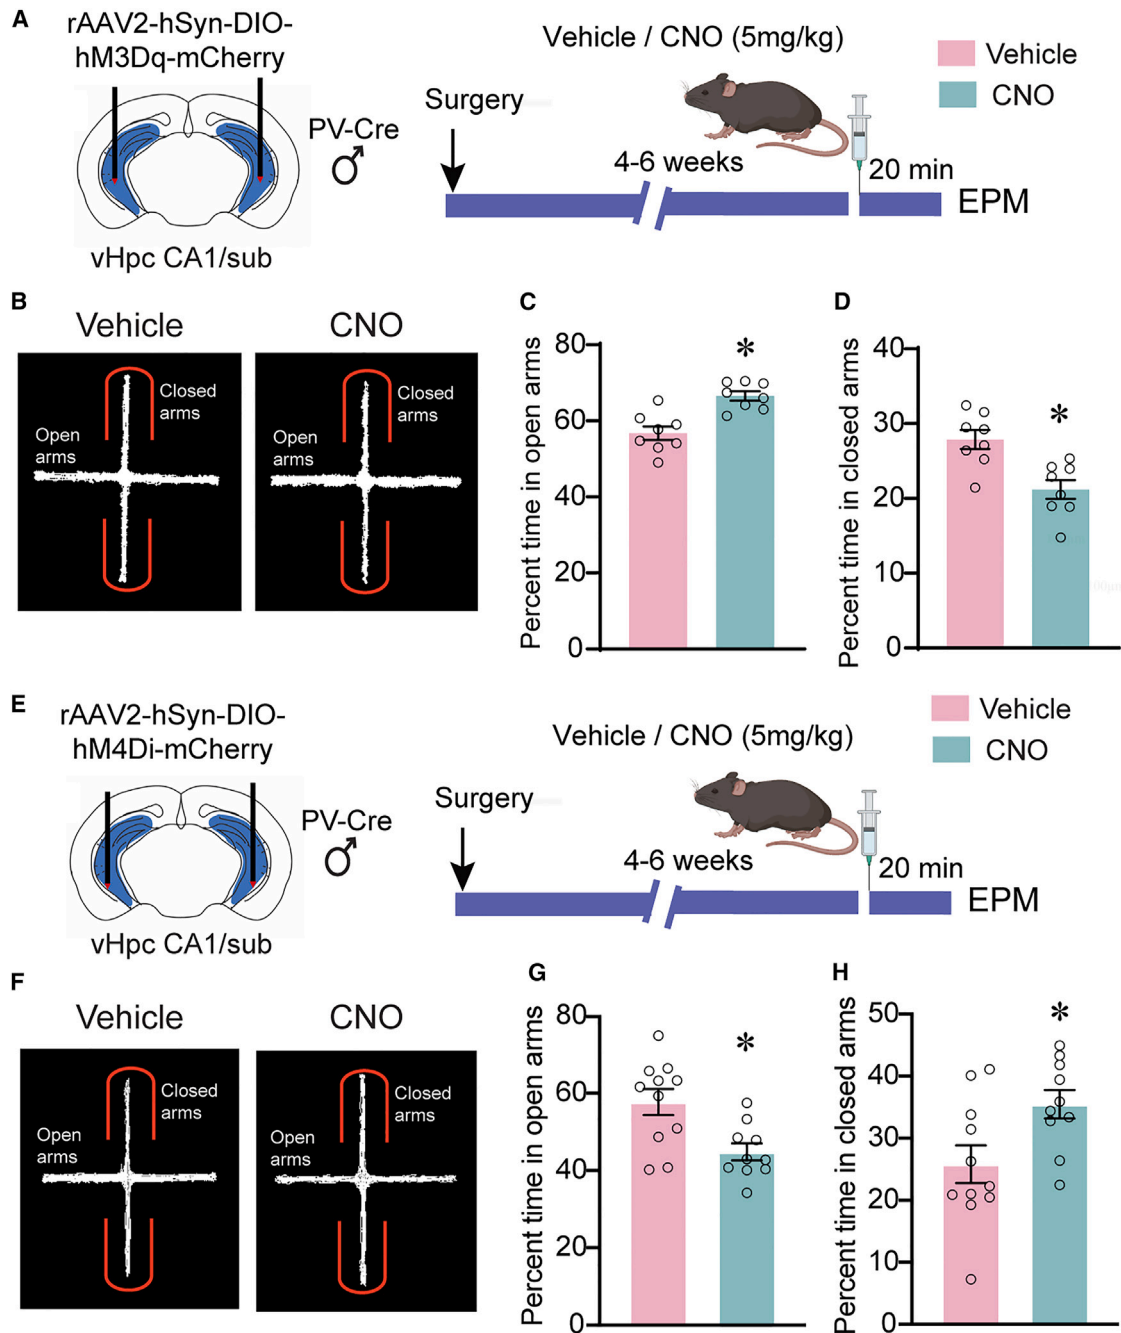 A
rAAV2-hSyn-DIO-
hM3Dq-mCherry
PV-Cre
♂
vHpc CA1/sub
Vehicle / CNO (5mg/kg)
Surgery
4-6 weeks
20 min
EPM
Vehicle
CNO
B
Vehicle
CNO
Closed
arms
Open
arms
Closed
arms
Open
arms
C
Percent time in open arms
80
60
40
20
0
*
D
Percent time in closed arms
40
30
20
10
0
*
E
rAAV2-hSyn-DIO-
hM4Di-mCherry
PV-Cre
♂
vHpc CA1/sub
Vehicle / CNO (5mg/kg)
Surgery
4-6 weeks
20 min
EPM
Vehicle
CNO
F
Vehicle
CNO
Closed
arms
Open
arms
Closed
arms
Open
arms
G
Percent time in open arms
80
60
40
20
0
*
H
Percent time in closed arms
50
40
30
20
10
0
*